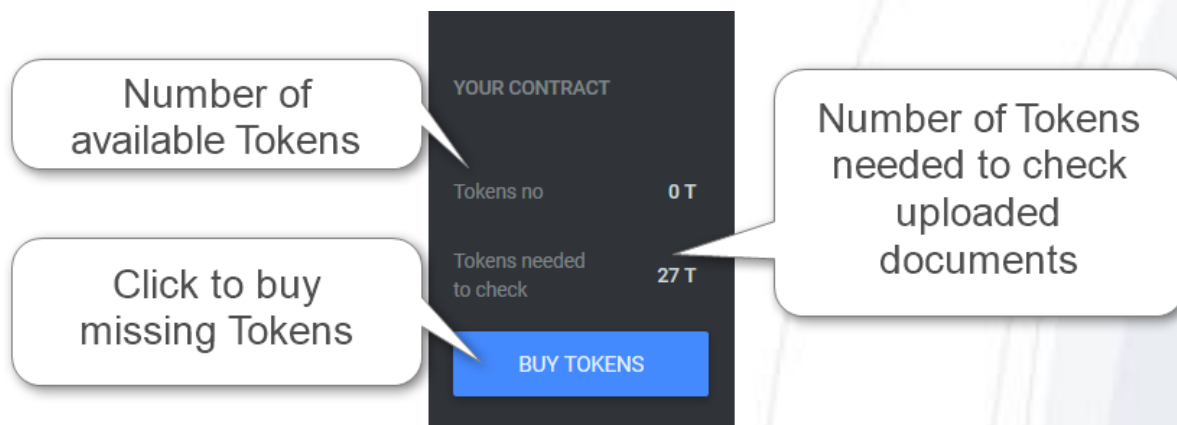 Number of
available Tokens
Click to buy
missing Tokens
YOUR CONTRACT
Tokens no 0 T
Tokens needed
to check 27 T
BUY TOKENS
Number of Tokens
needed to check
uploaded
documents